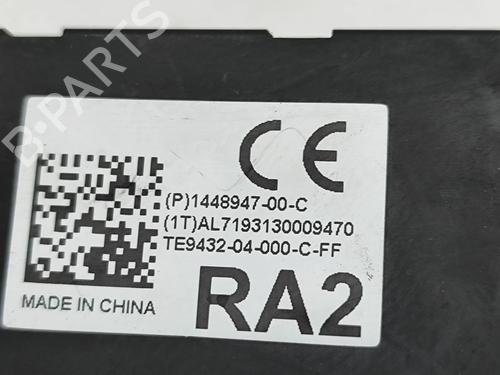 B-PARTS
CE
(P)1448947-00-C
(1T)AL7193130009470
TE9432-04-000-C-FF
MADE IN CHINA
RA2